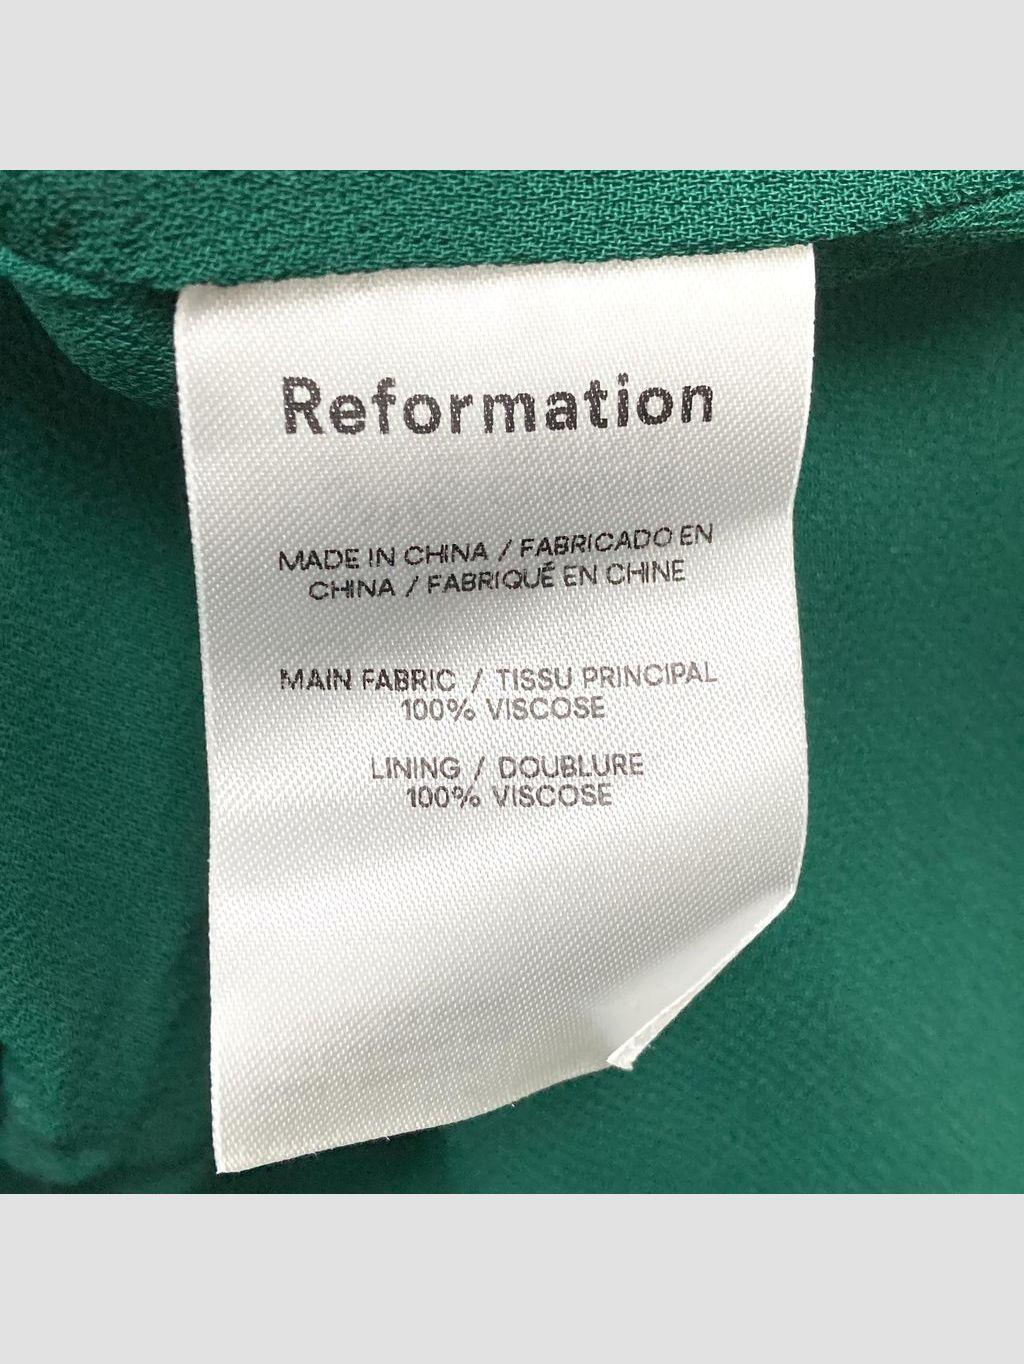 Reformation
MADE IN CHINA / FABRICADO EN
CHINA / FABRIQUÉ EN CHINE
MAIN FABRIC / TISSU PRINCIPAL
100% VISCOSE
LINING / DOUBLURE
100% VISCOSE